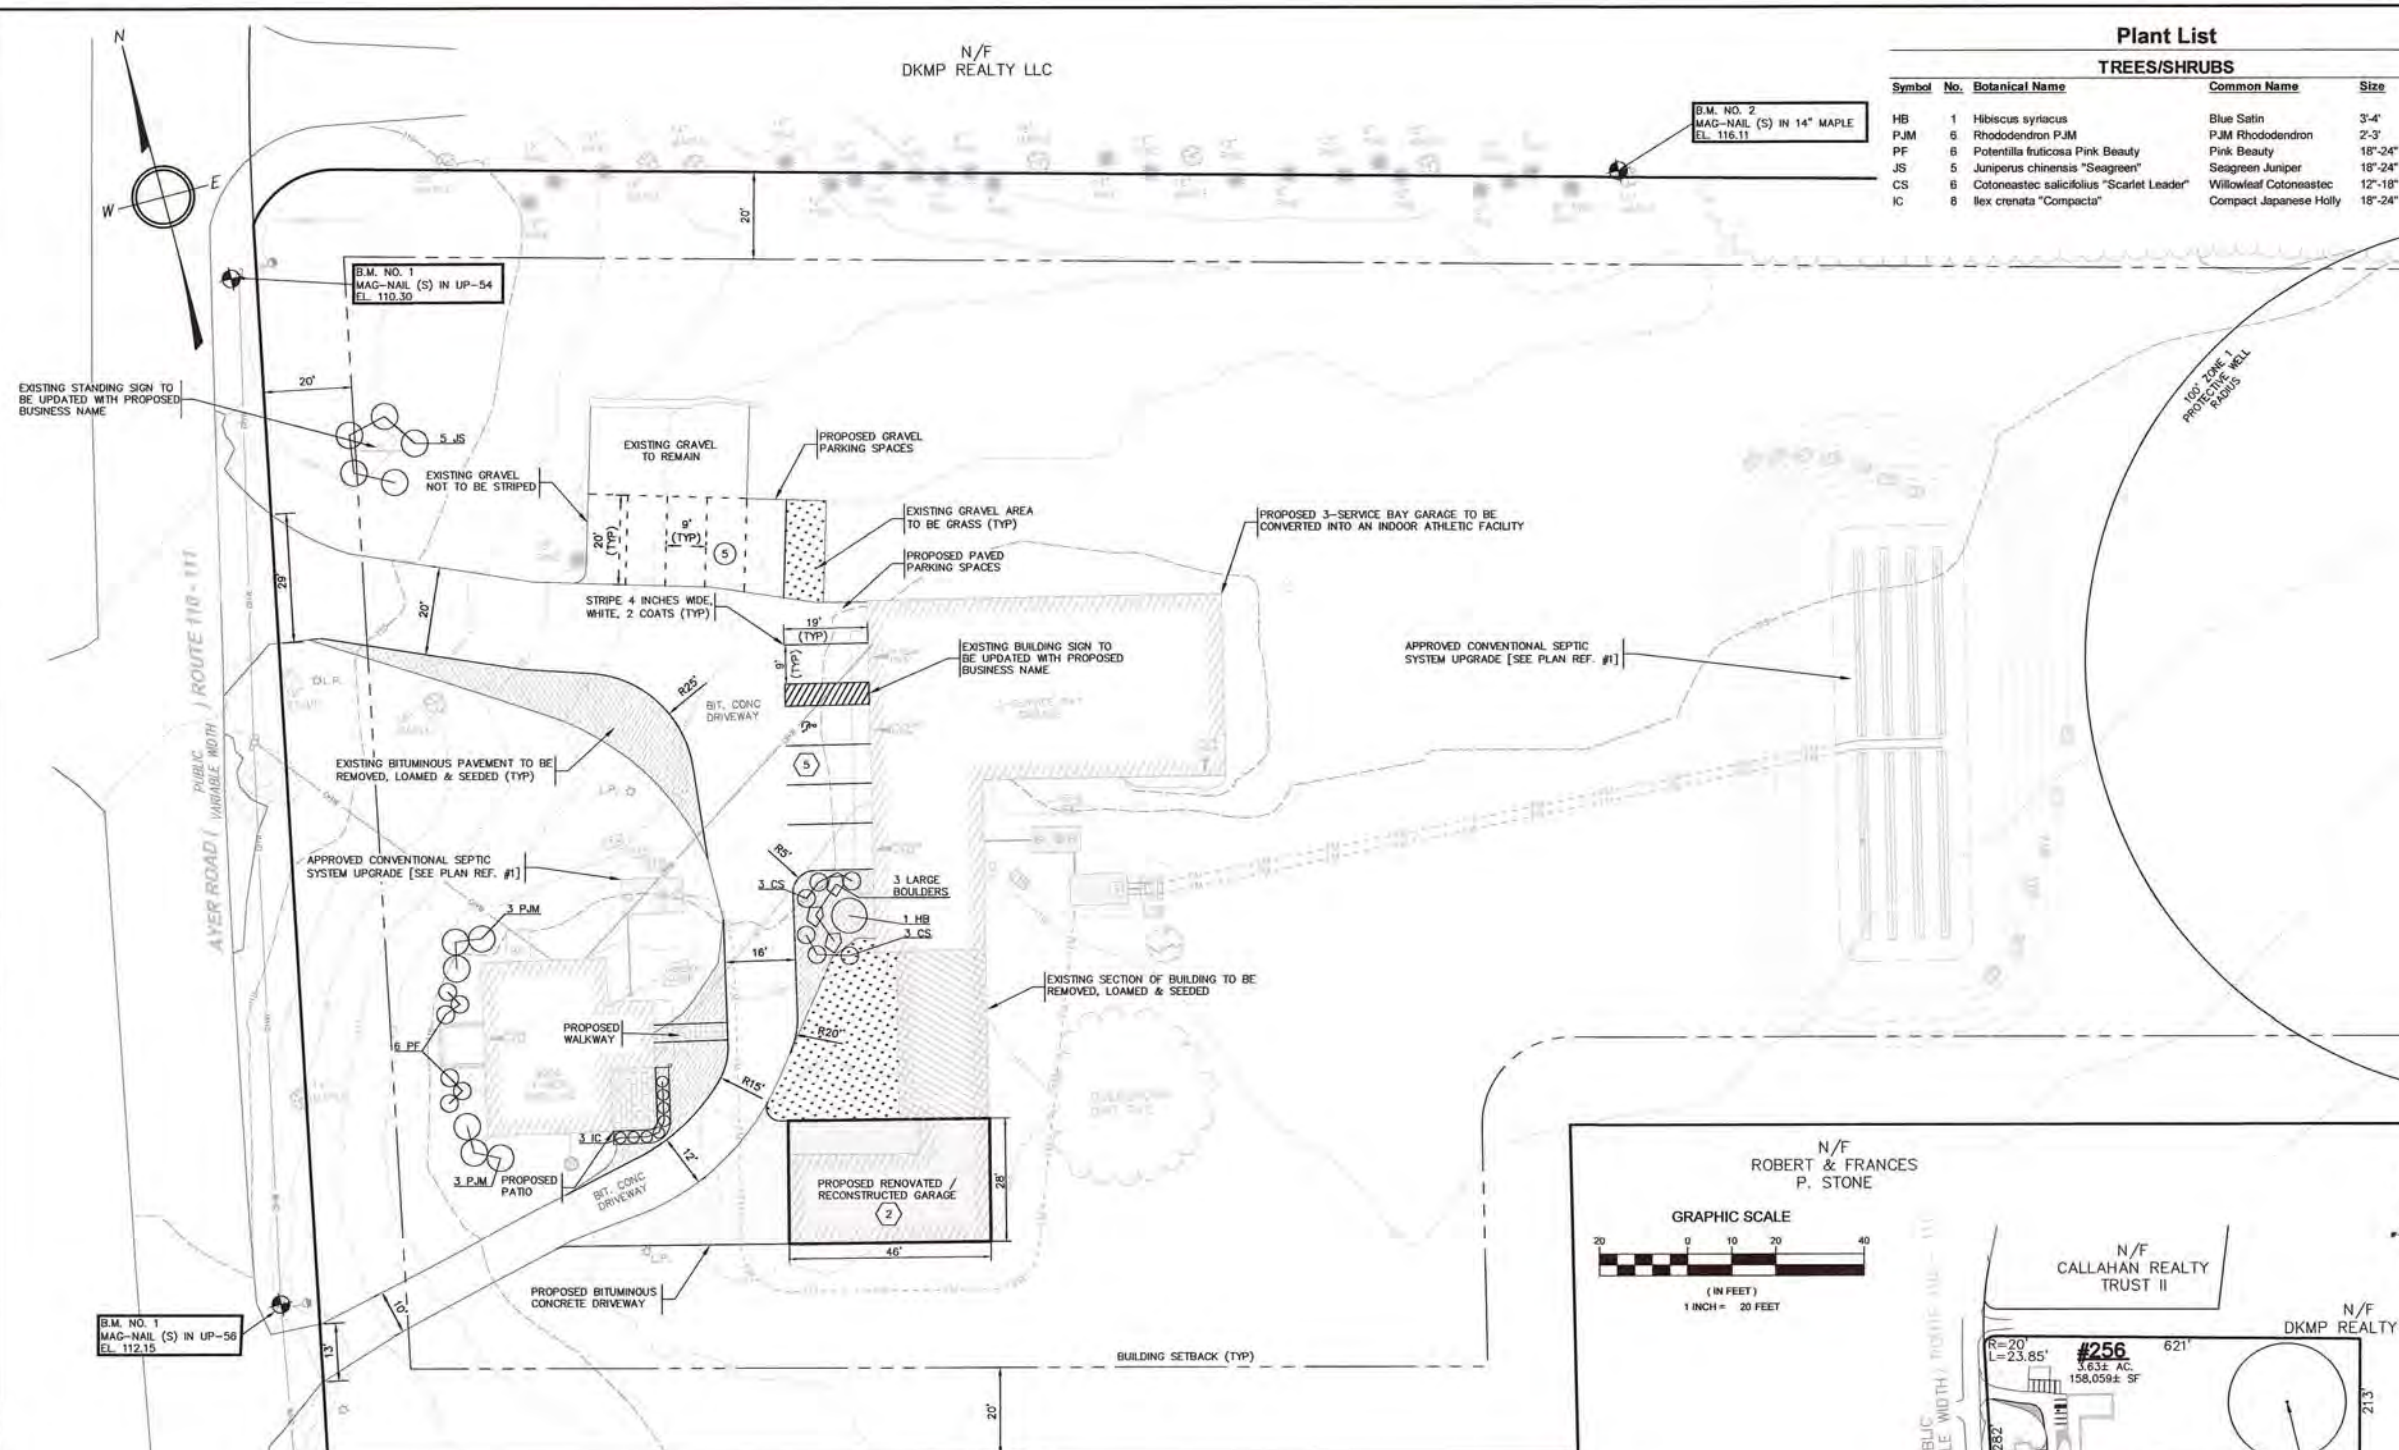 N
E
W
N/F
DKMP REALTY LLC
Plant List
TREES/SHRUBS
Symbol No. Botanical Name Common Name Size
HB 1 Hibiscus syriacus Blue Satin 3'-4'
PJM 6 Rhododendron PJM PJM Rhododendron 2'-3'
PF 6 Potentilla fruticosa Pink Beauty Pink Beauty 18"-24"
JS 5 Juniperus chinensis "Seagreen" Seagreen Juniper 18"-24"
CS 6 Cotoneastec salicifolius "Scarlet Leader" Willowleaf Cotoneastec 12"-18"
IC 8 Ilex crenata "Compacta" Compact Japanese Holly 18"-24"
B.M. NO. 2
MAG-NAIL (S) IN 14" MAPLE
EL. 116.11
20'
B.M. NO. 1
MAG-NAIL (S) IN UP-54
EL. 110.30
100' ZONE 1
PROTECTIVE WELL
RADIUS
EXISTING STANDING SIGN TO
BE UPDATED WITH PROPOSED
BUSINESS NAME
20'
5 JS
EXISTING GRAVEL
NOT TO BE STRIPED
EXISTING GRAVEL
TO REMAIN
PROPOSED GRAVEL
PARKING SPACES
20'
(TYP)
9'
(TYP)
5
EXISTING GRAVEL AREA
TO BE GRASS (TYP)
PROPOSED PAVED
PARKING SPACES
PROPOSED 3-SERVICE BAY GARAGE TO BE
CONVERTED INTO AN INDOOR ATHLETIC FACILITY
29'
20'
STRIPE 4 INCHES WIDE,
WHITE, 2 COATS (TYP)
19'
(TYP)
9'
(TYP)
EXISTING BUILDING SIGN TO
BE UPDATED WITH PROPOSED
BUSINESS NAME
APPROVED CONVENTIONAL SEPTIC
SYSTEM UPGRADE [SEE PLAN REF. #1]
AYER ROAD ( PUBLIC VARIABLE WIDTH ) ROUTE 110 - 111
R25'
BIT. CONC
DRIVEWAY
3-SERVICE BAY
GARAGE
5
EXISTING BITUMINOUS PAVEMENT TO BE
REMOVED, LOAMED & SEEDED (TYP)
L.P.
APPROVED CONVENTIONAL SEPTIC
SYSTEM UPGRADE [SEE PLAN REF. #1]
R5'
3 CS
3 LARGE
BOULDERS
1 HB
3 CS
3 PJM
16'
EXISTING SECTION OF BUILDING TO BE
REMOVED, LOAMED & SEEDED
PROPOSED
WALKWAY
R20'
6 PF
R15'
3 IC
12'
3 PJM
PROPOSED
PATIO
BIT. CONC
DRIVEWAY
PROPOSED RENOVATED /
RECONSTRUCTED GARAGE
2
28'
46'
L.P.
PROPOSED BITUMINOUS
CONCRETE DRIVEWAY
10'
13'
B.M. NO. 1
MAG-NAIL (S) IN UP-56
EL. 112.15
BUILDING SETBACK (TYP)
20'
N/F
ROBERT & FRANCES
P. STONE
GRAPHIC SCALE
20 0 10 20 40
( IN FEET )
1 INCH = 20 FEET
N/F
CALLAHAN REALTY
TRUST II
N/F
DKMP REALTY
R=20'
L=23.85'
#256
3.63± AC.
158,059± SF
621'
213'
282'